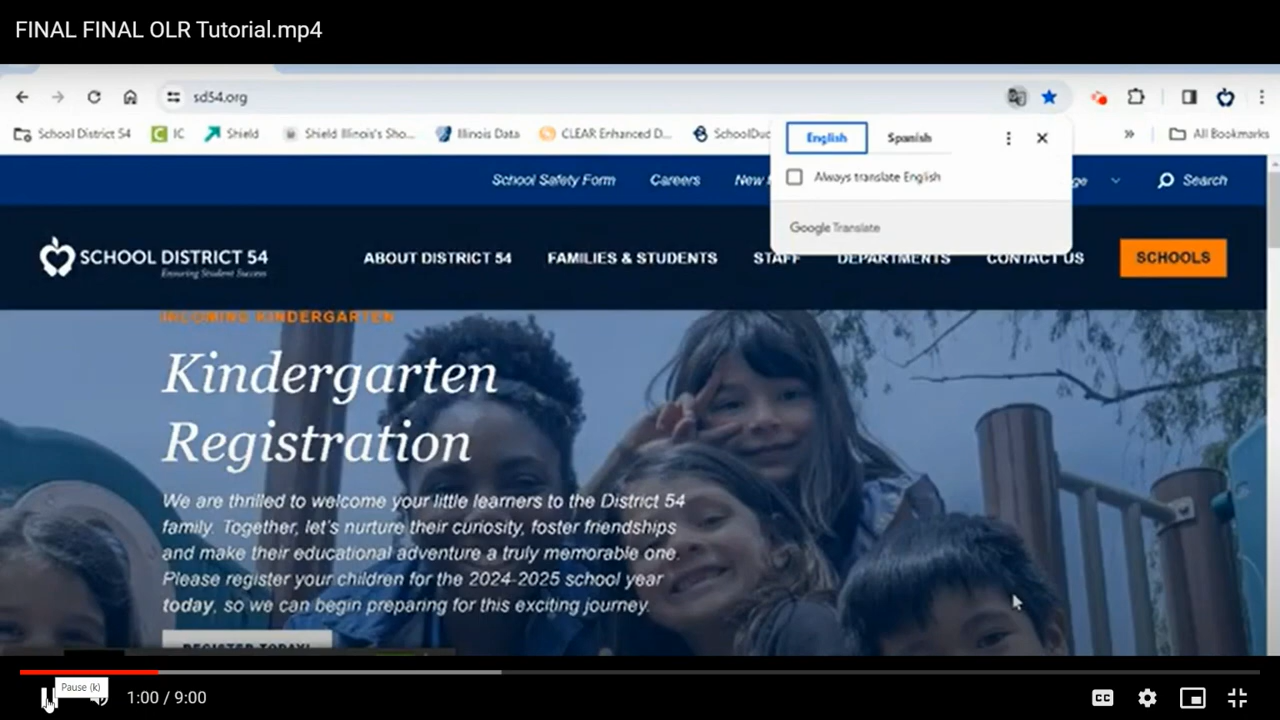 FINAL FINAL OLR Tutorial.mp4
sd54.org
School District 54 IC Shield Shield Illinois's Sho... Illinois Data CLEAR Enhanced D... SchoolDuc » All Bookmarks
English Spanish
Always translate English
Google Translate
School Safety Form Careers New Search
SCHOOL DISTRICT 54
Ensuring Student Success
ABOUT DISTRICT 54 FAMILIES & STUDENTS STAFF DEPARTMENTS CONTACT US SCHOOLS
INCOMING KINDERGARTEN
Kindergarten
Registration
We are thrilled to welcome your little learners to the District 54
family. Together, let's nurture their curiosity, foster friendships
and make their educational adventure a truly memorable one.
Please register your children for the 2024-2025 school year
today, so we can begin preparing for this exciting journey.
REGISTER TODAY!
Pause (k)
1:00 / 9:00
CC